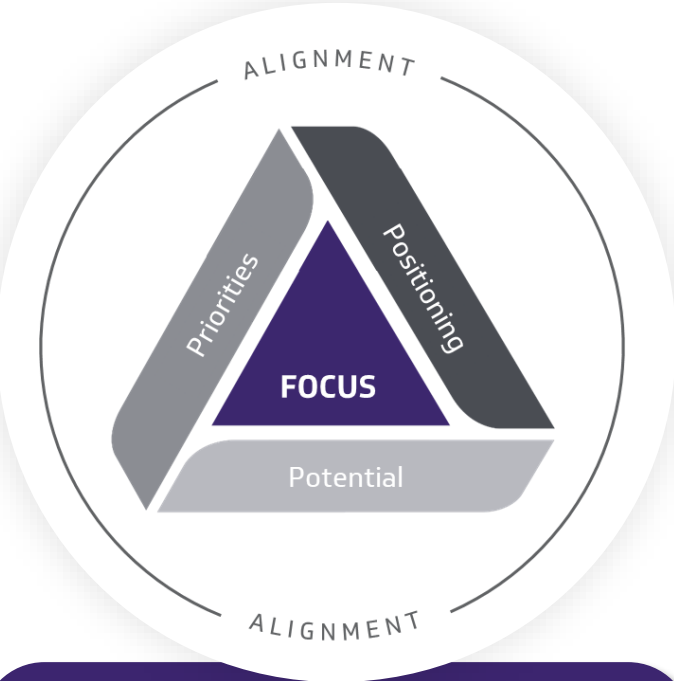 ALIGNMENT
Priorities
Positioning
FOCUS
Potential
ALIGNMENT